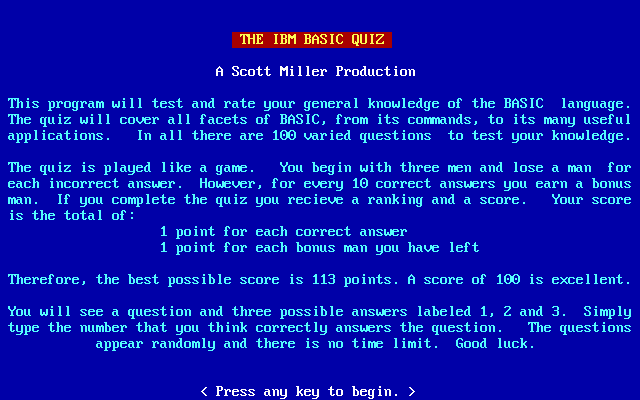 THE IBM BASIC QUIZ
A Scott Miller Production
This program will test and rate your general knowledge of the BASIC  language.
The quiz will cover all facets of BASIC, from its commands, to its many useful
applications.   In all there are 100 varied questions  to test your knowledge.
The quiz is played like a game.   You begin with three men and lose a man  for
each incorrect answer.  However, for every 10 correct answers you earn a bonus
man.  If you complete the quiz you recieve a ranking and a score.   Your score
is the total of:
1 point for each correct answer
1 point for each bonus man you have left
Therefore, the best possible score is 113 points. A score of 100 is excellent.
You will see a question and three possible answers labeled 1, 2 and 3.  Simply
type the number that you think correctly answers the question.   The questions
appear randomly and there is no time limit.  Good luck.
< Press any key to begin. >